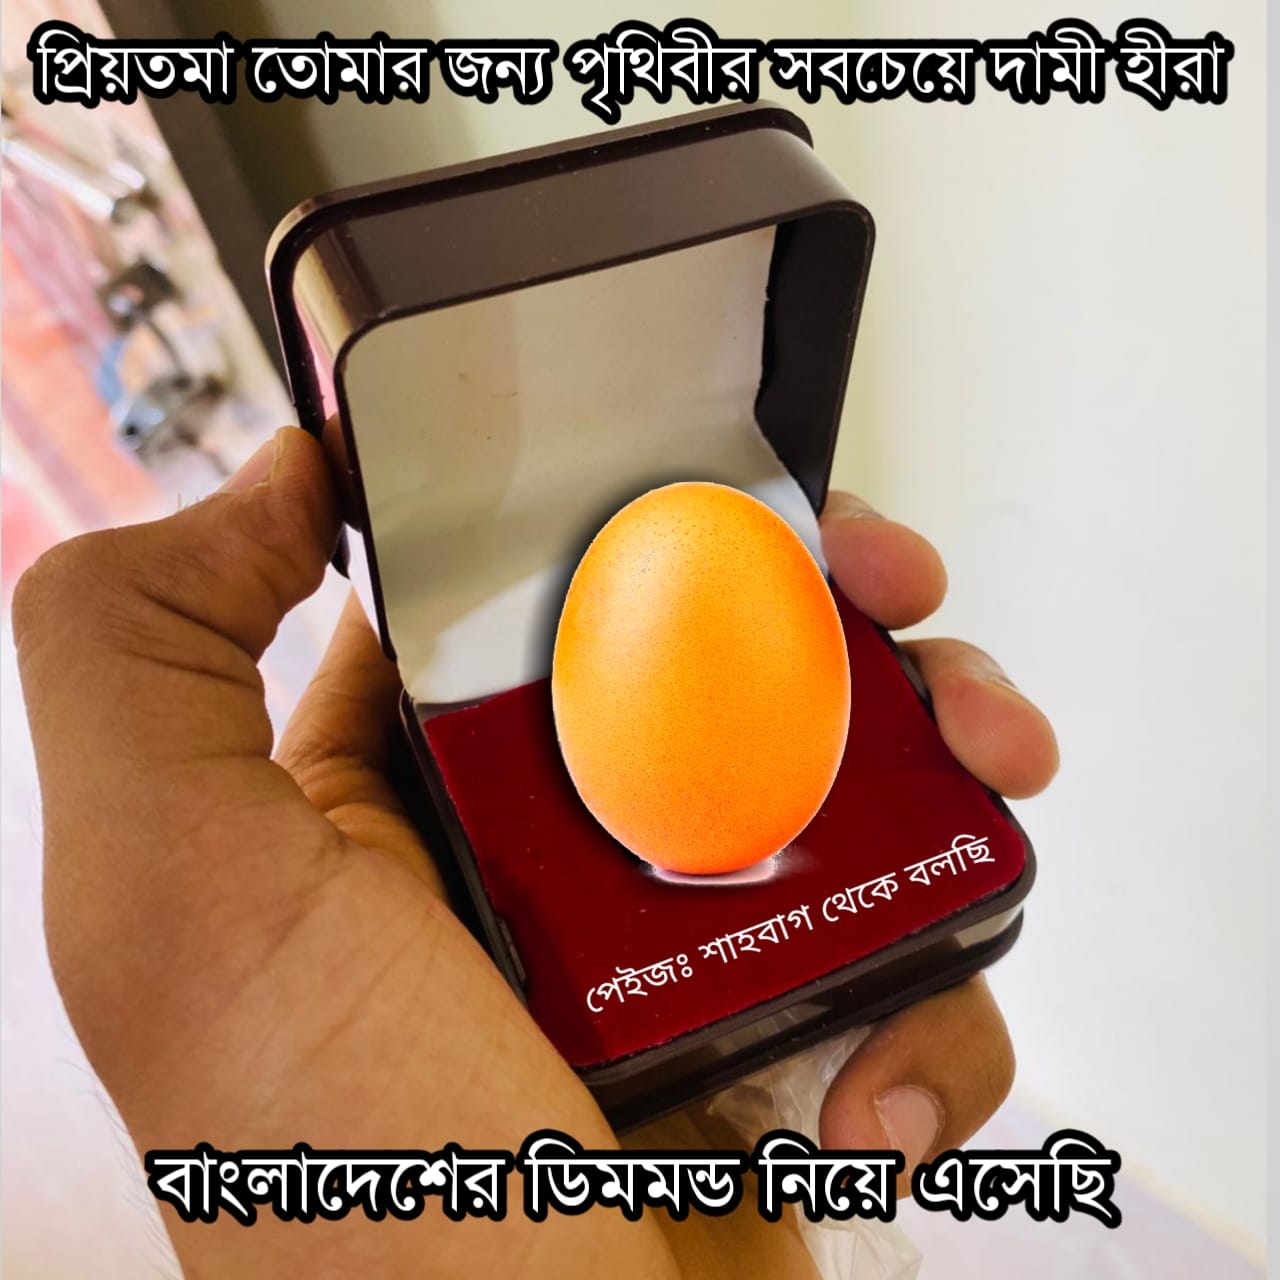 প্রিয়তমা তোমার জন্য পৃথিবীর সবচেয়ে দামী হীরা
পেইজঃ শাহবাগ থেকে বলছি
বাংলাদেশের ডিমমন্ড নিয়ে এসেছি